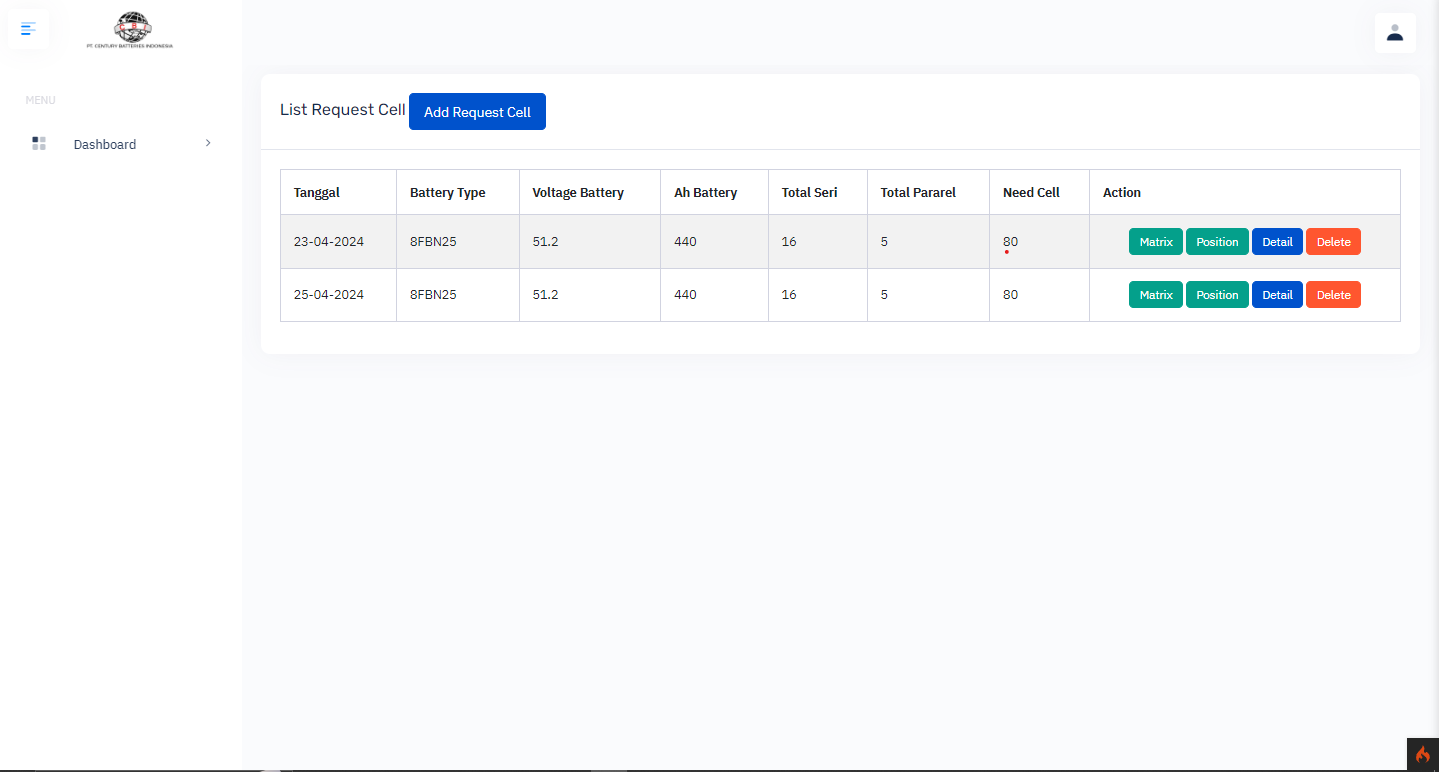 C B I
PT. CENTURY BATTERIES INDONESIA
MENU
Dashboard
List Request Cell Add Request Cell
Tanggal Battery Type Voltage Battery Ah Battery Total Seri Total Pararel Need Cell Action
23-04-2024 8FBN25 51.2 440 16 5 80 Matrix Position Detail Delete
25-04-2024 8FBN25 51.2 440 16 5 80 Matrix Position Detail Delete